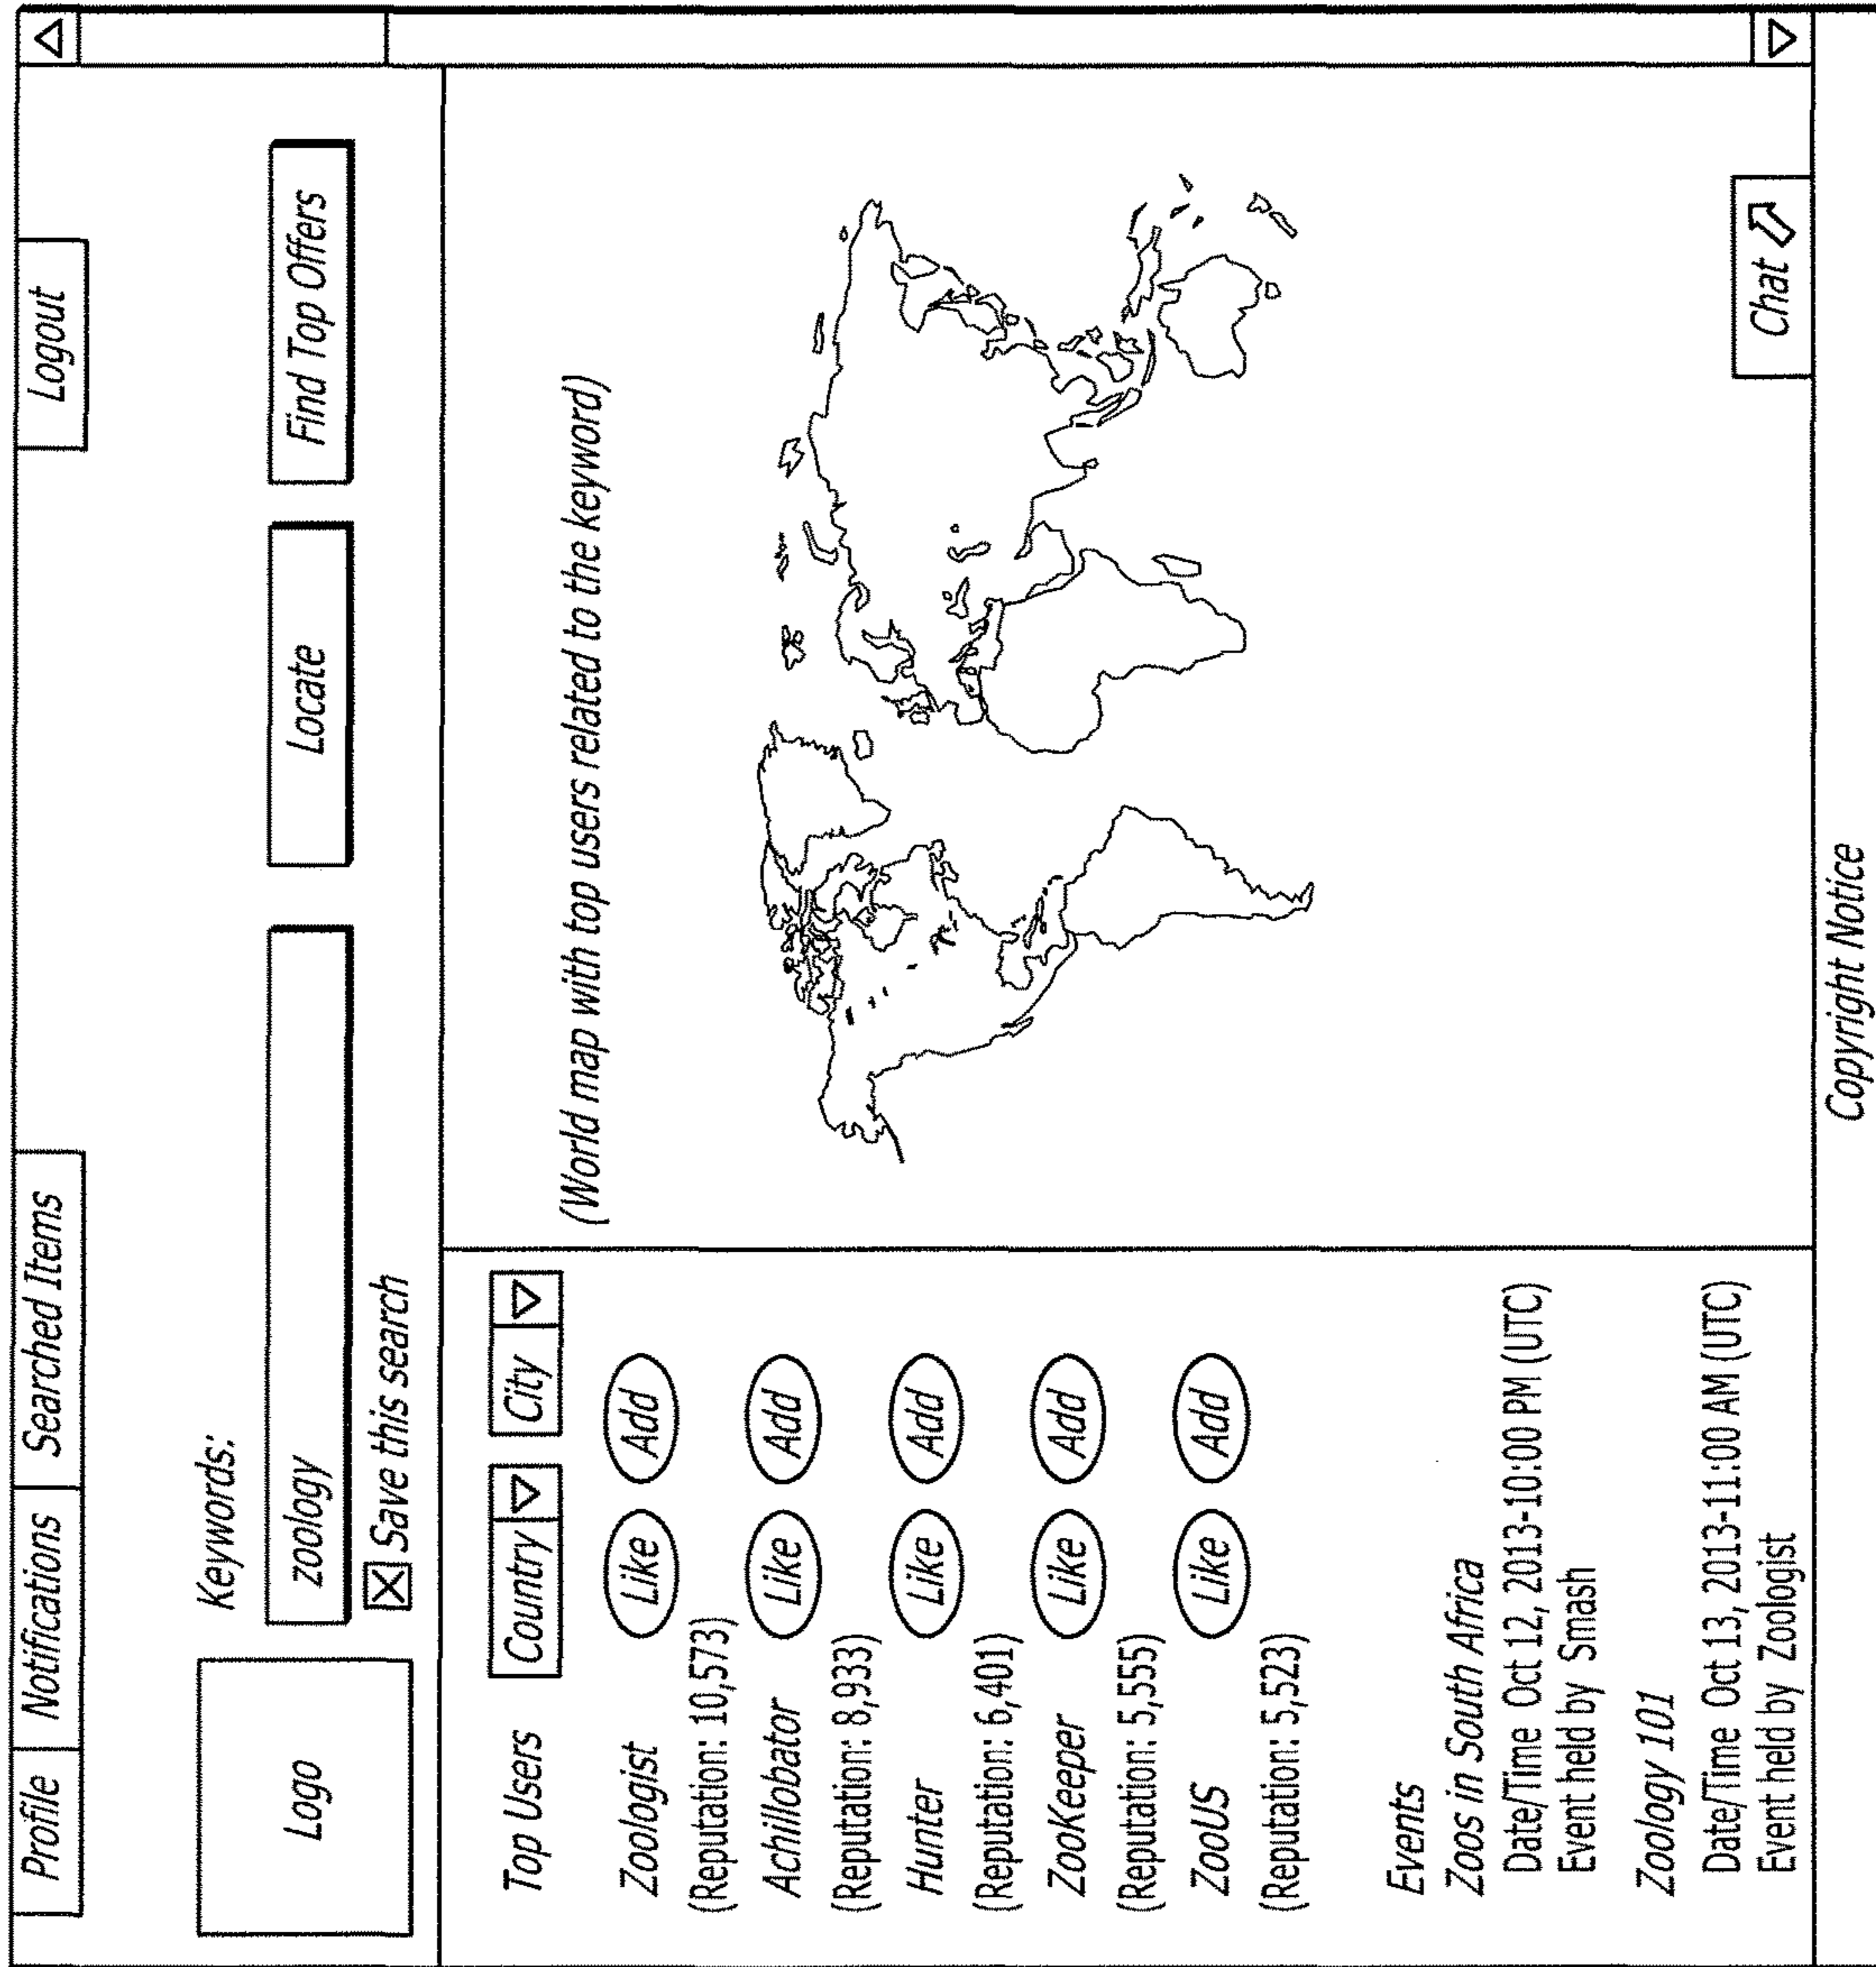 Profile Notifications Searched Items Logout
Logo
Keywords:
zoology Locate Find Top Offers
Save this search
Top Users Country City
Zoologist Like Add
(Reputation: 10,573)
Achillobator Like Add
(Reputation: 8,933)
Hunter Like Add
(Reputation: 6,401)
ZooKeeper Like Add
(Reputation: 5,555)
ZooUS Like Add
(Reputation: 5,523)
Events
Zoos in South Africa
Date/Time Oct 12, 2013-10:00 PM (UTC)
Event held by Smash
Zoology 101
Date/Time Oct 13, 2013-11:00 AM (UTC)
Event held by Zoologist
(World map with top users related to the keyword)
Chat
Copyright Notice